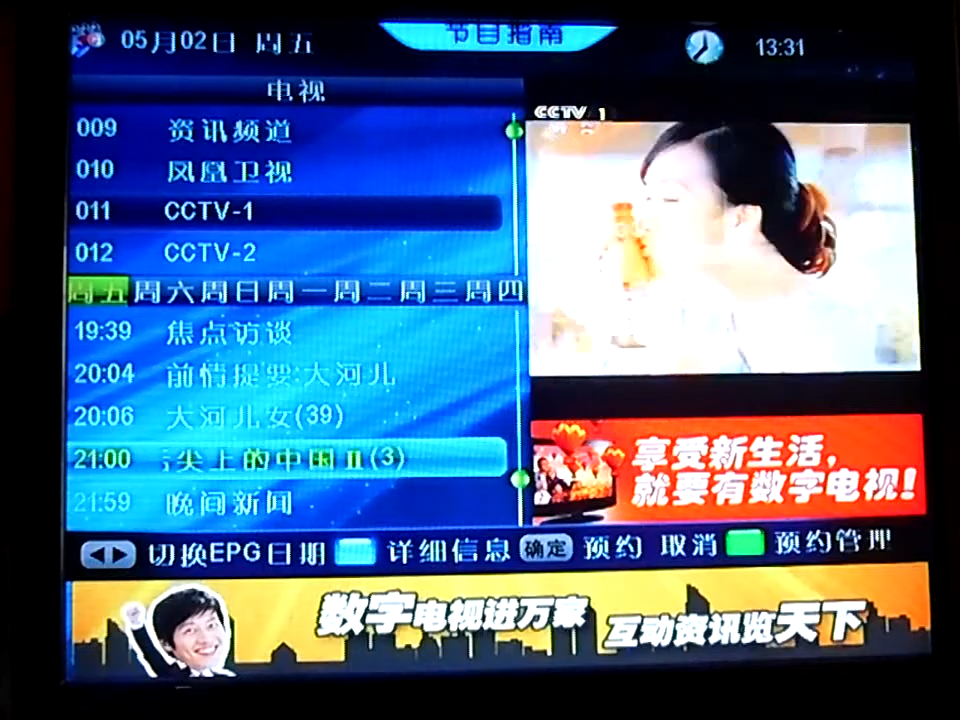 05月02日 周五
节目指南
13:31
电视
009 资讯频道
010 凤凰卫视
011 CCTV-1
012 CCTV-2
CCTV 1
周五周六周日周一周二周三周四
19:39 焦点访谈
20:04 前情提要:大河儿
20:06 大河儿女(39)
21:00 尖上的中国Ⅱ(3)
21:59 晚间新闻
享受新生活,
就要有数字电视!
切换EPG日期 详细信息 确定 预约 取消 预约管理
数字电视进万家
互动资讯览天下